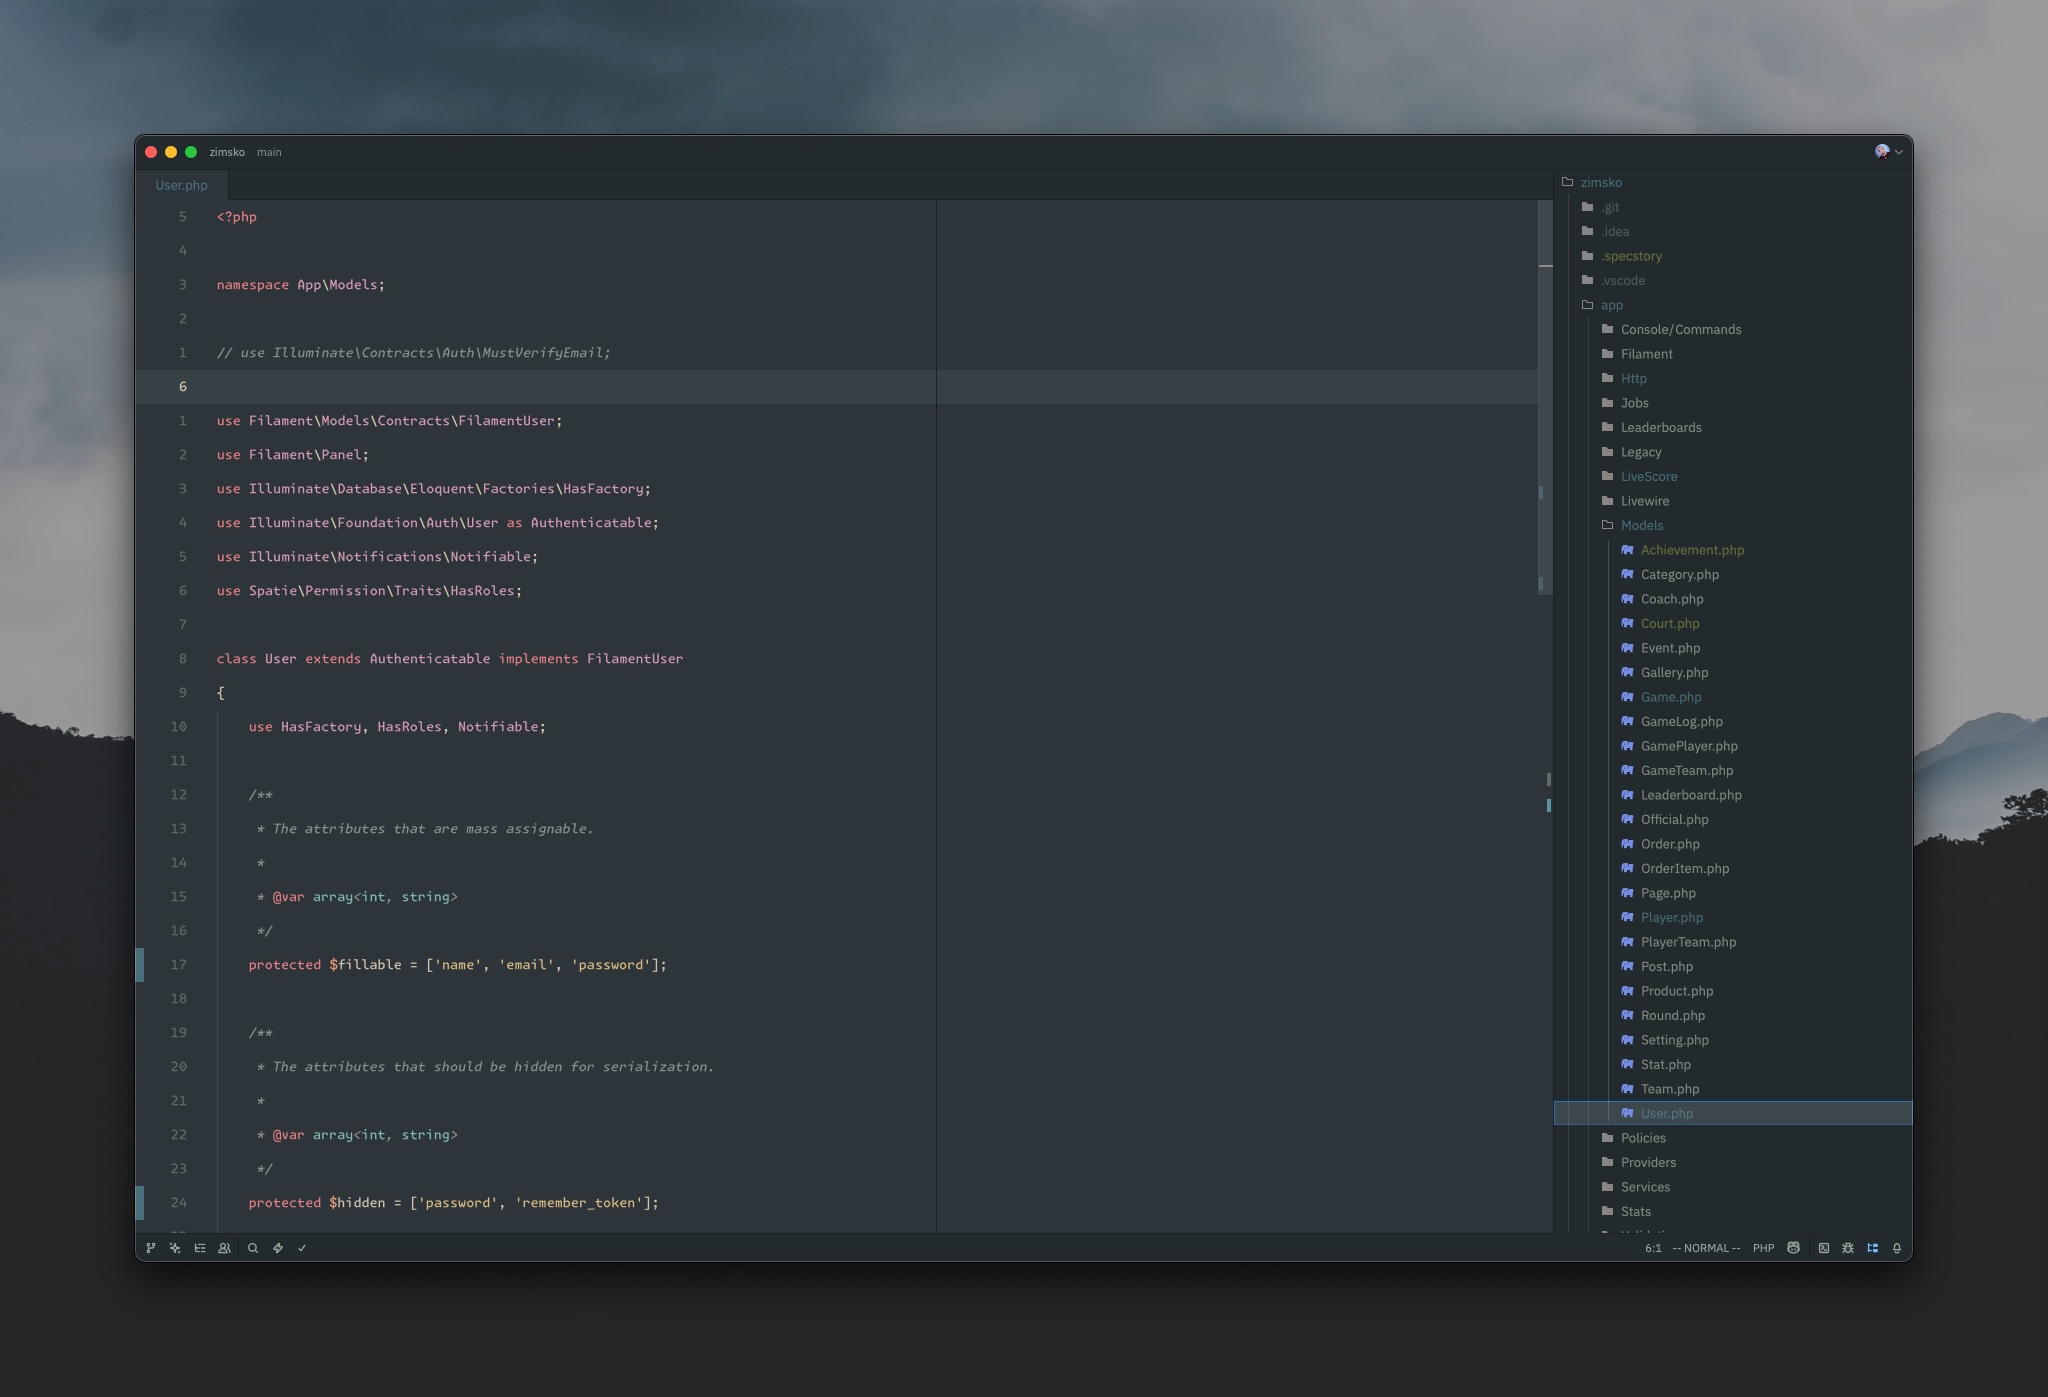 zimsko main
User.php
5 <?php
4
3 namespace App\Models;
2
1 // use Illuminate\Contracts\Auth\MustVerifyEmail;
6
1 use Filament\Models\Contracts\FilamentUser;
2 use Filament\Panel;
3 use Illuminate\Database\Eloquent\Factories\HasFactory;
4 use Illuminate\Foundation\Auth\User as Authenticatable;
5 use Illuminate\Notifications\Notifiable;
6 use Spatie\Permission\Traits\HasRoles;
7
8 class User extends Authenticatable implements FilamentUser
9 {
10 use HasFactory, HasRoles, Notifiable;
11
12 /**
13 * The attributes that are mass assignable.
14 *
15 * @var array<int, string>
16 */
17 protected $fillable = ['name', 'email', 'password'];
18
19 /**
20 * The attributes that should be hidden for serialization.
21 *
22 * @var array<int, string>
23 */
24 protected $hidden = ['password', 'remember_token'];
zimsko
.git
.idea
.specstory
.vscode
app
Console/Commands
Filament
Http
Jobs
Leaderboards
Legacy
LiveScore
Livewire
Models
Achievement.php
Category.php
Coach.php
Court.php
Event.php
Gallery.php
Game.php
GameLog.php
GamePlayer.php
GameTeam.php
Leaderboard.php
Official.php
Order.php
OrderItem.php
Page.php
Player.php
PlayerTeam.php
Post.php
Product.php
Round.php
Setting.php
Stat.php
Team.php
User.php
Policies
Providers
Services
Stats
6:1 -- NORMAL -- PHP